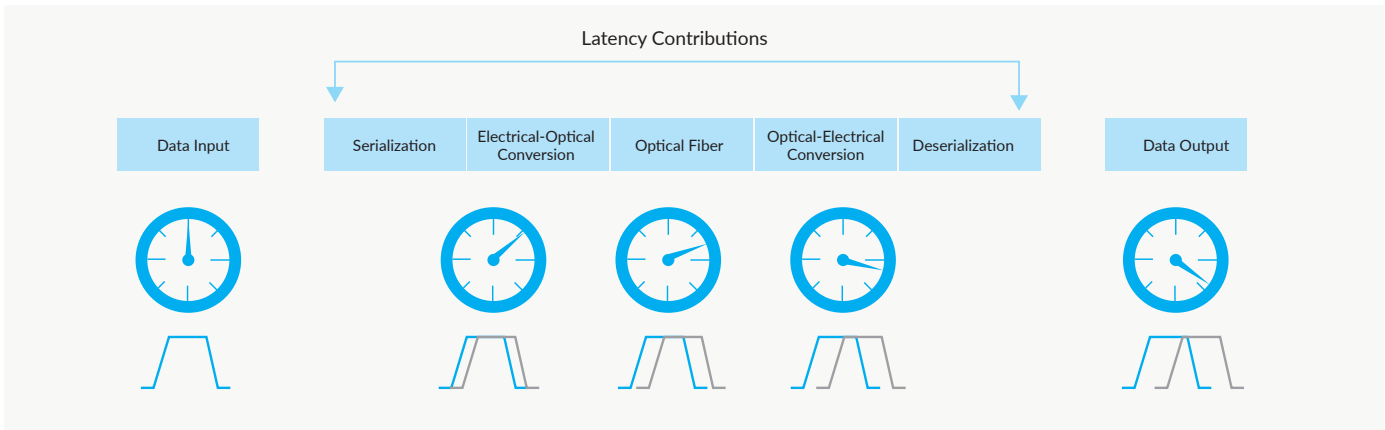 Latency Contributions
Data Input
Serialization
Electrical-Optical
Conversion
Optical Fiber
Optical-Electrical
Conversion
Deserialization
Data Output